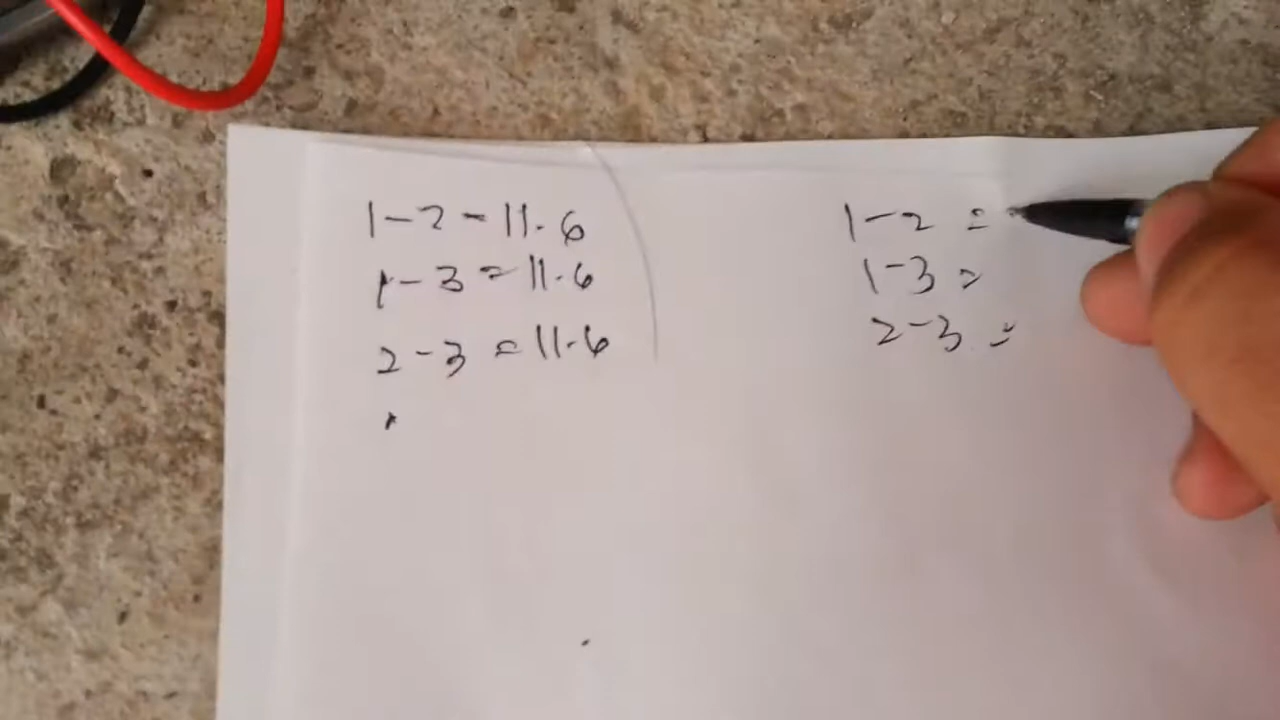 1-2 = 11.6
1-3 = 11.6
2-3 = 11.6
1-2 =
1-3 =
2-3 =